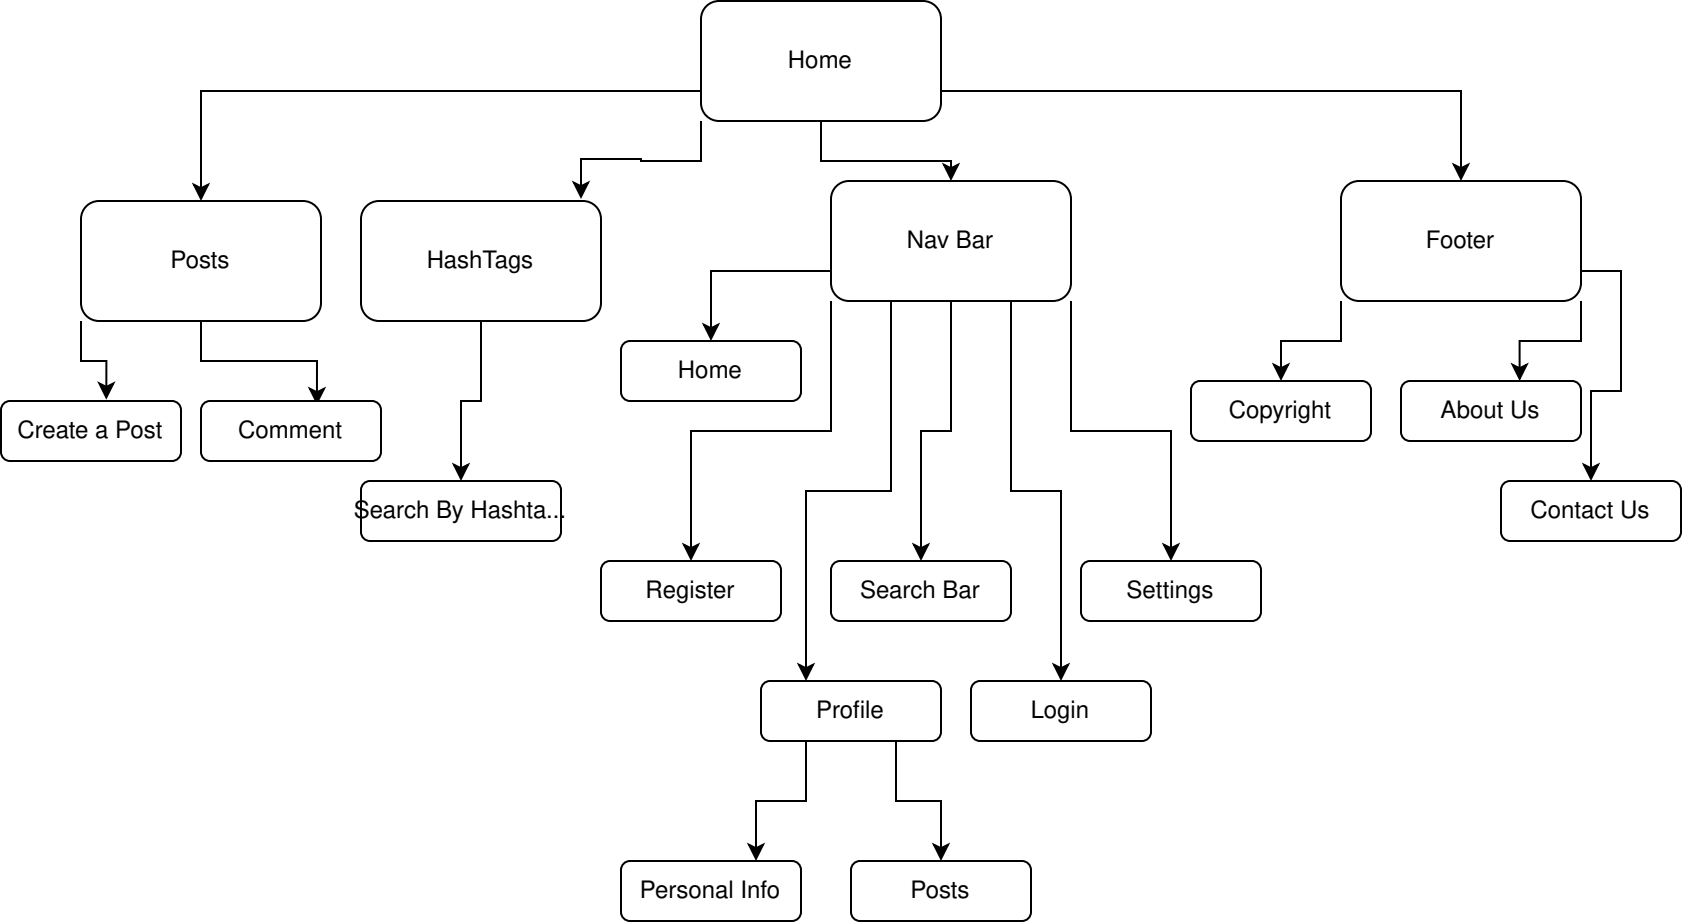 Home
Posts
HashTags
Nav Bar
Footer
Home
Create a Post
Comment
Copyright
About Us
Search By Hashta...
Contact Us
Register
Search Bar
Settings
Profile
Login
Personal Info
Posts